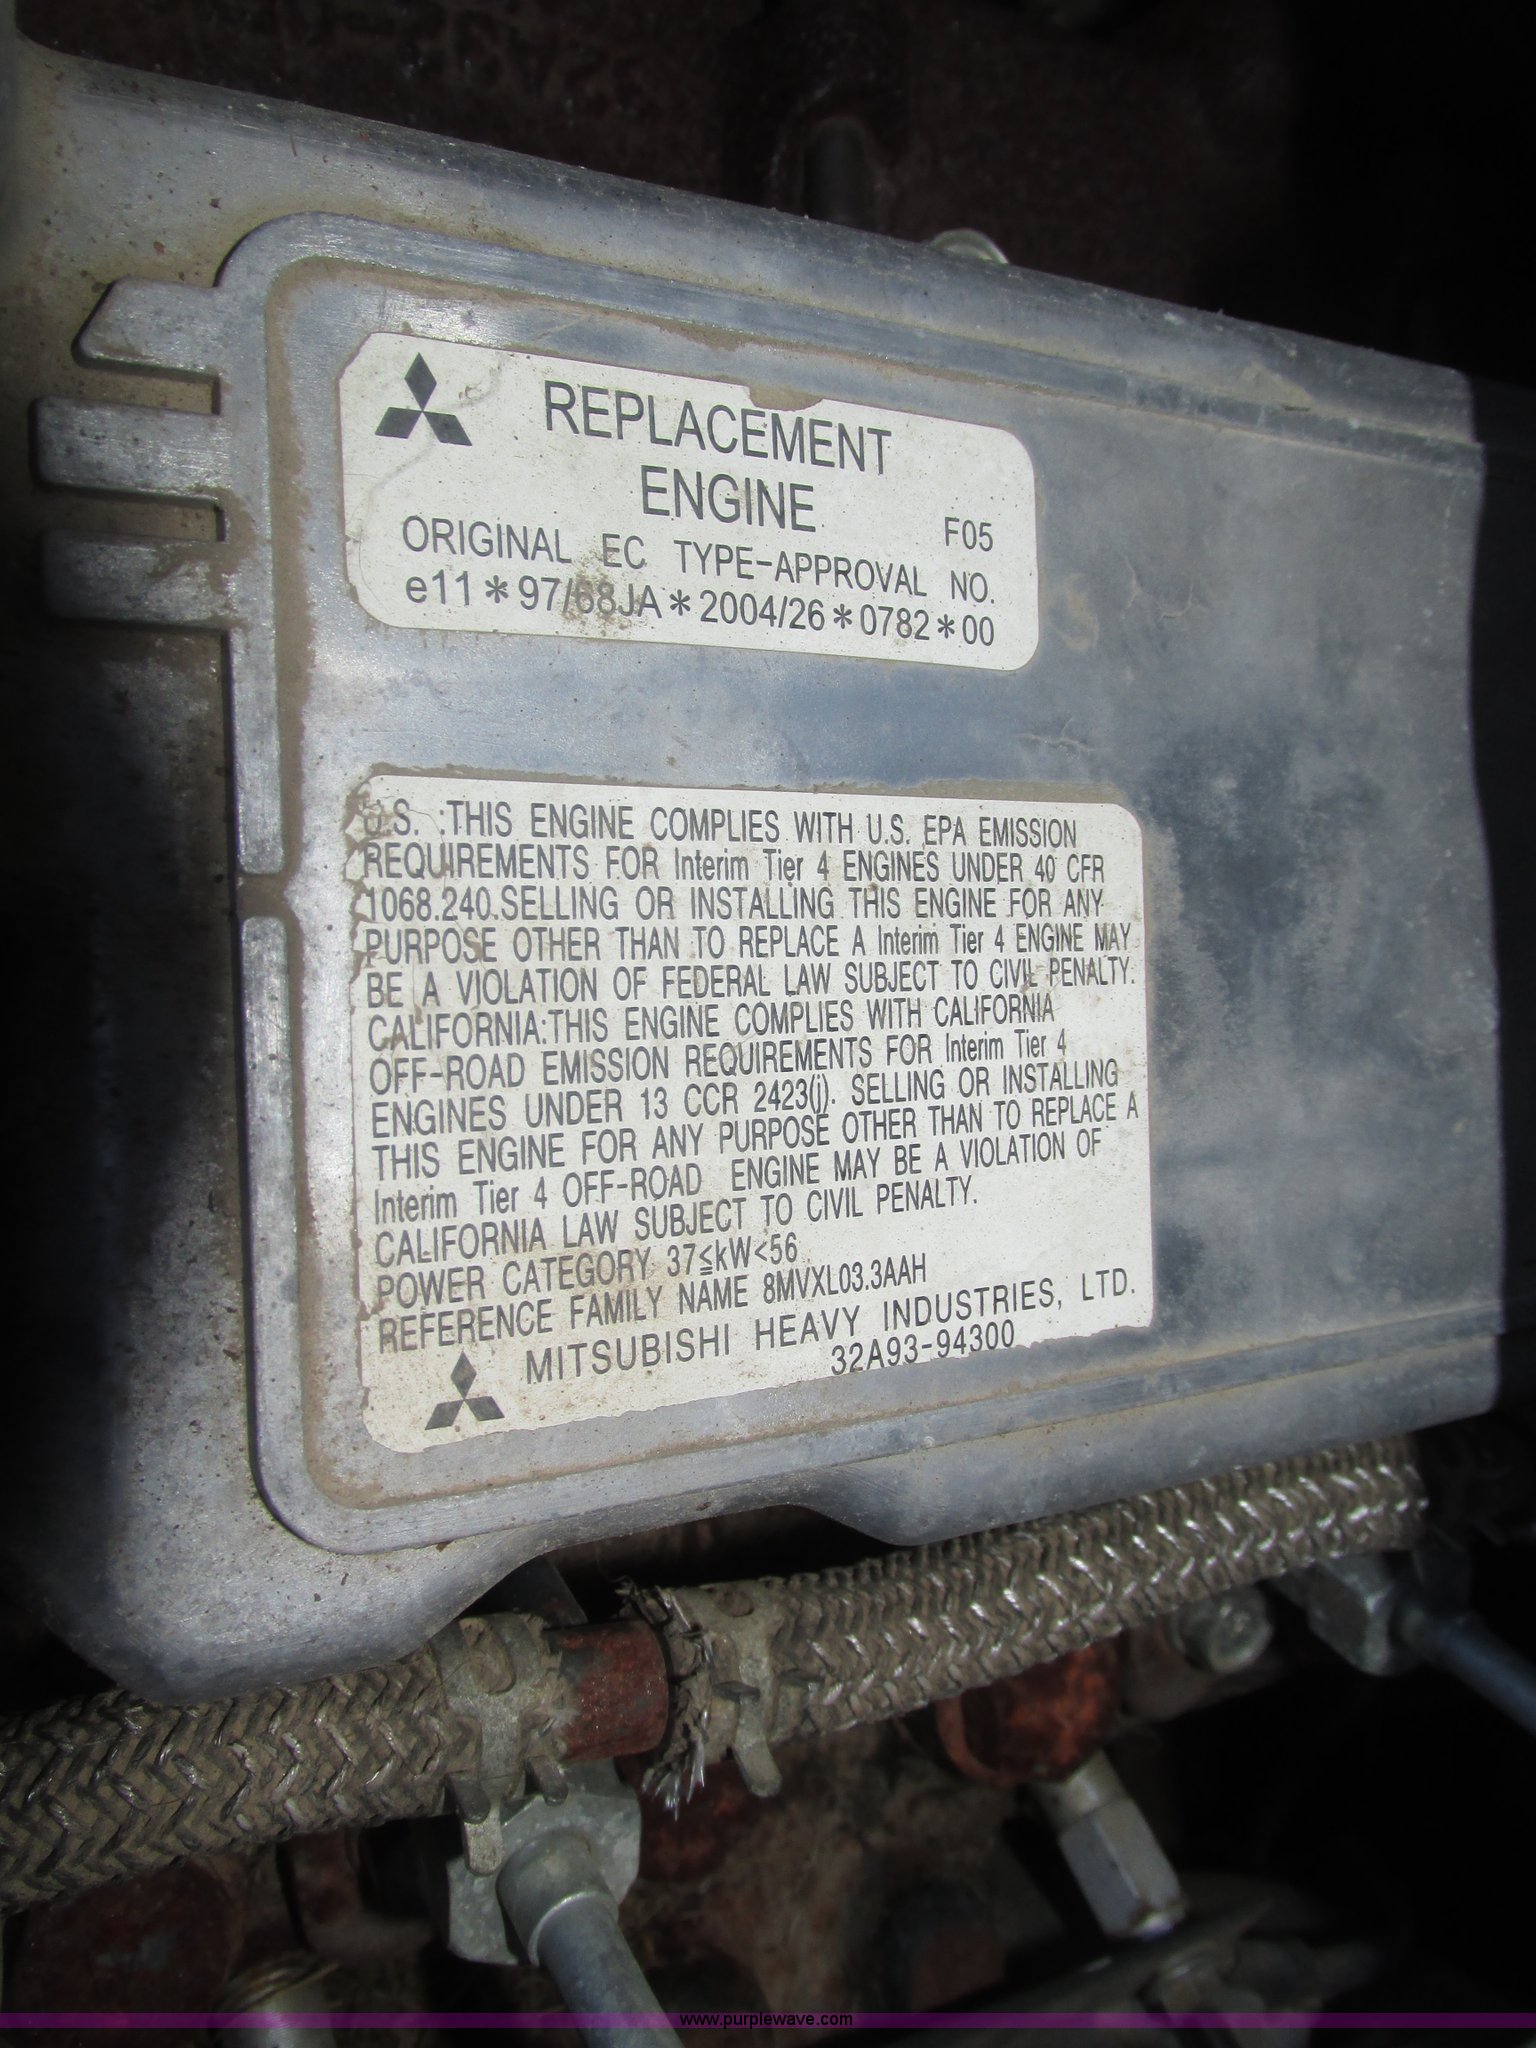 REPLACEMENT
ENGINE
F05
ORIGINAL EC TYPE-APPROVAL NO.
e11*97/68JA*2004/26*0782*00
U.S. :THIS ENGINE COMPLIES WITH U.S. EPA EMISSION
REQUIREMENTS FOR Interim Tier 4 ENGINES UNDER 40 CFR
1068.240.SELLING OR INSTALLING THIS ENGINE FOR ANY
PURPOSE OTHER THAN TO REPLACE A Interim Tier 4 ENGINE MAY
BE A VIOLATION OF FEDERAL LAW SUBJECT TO CIVIL PENALTY.
CALIFORNIA:THIS ENGINE COMPLIES WITH CALIFORNIA
OFF-ROAD EMISSION REQUIREMENTS FOR Interim Tier 4
ENGINES UNDER 13 CCR 2423(j). SELLING OR INSTALLING
THIS ENGINE FOR ANY PURPOSE OTHER THAN TO REPLACE A
Interim Tier 4 OFF-ROAD ENGINE MAY BE A VIOLATION OF
CALIFORNIA LAW SUBJECT TO CIVIL PENALTY.
POWER CATEGORY 37≦kW<56
REFERENCE FAMILY NAME 8MVXL03.3AAH
MITSUBISHI HEAVY INDUSTRIES, LTD.
32A93-94300
www.purplewave.com